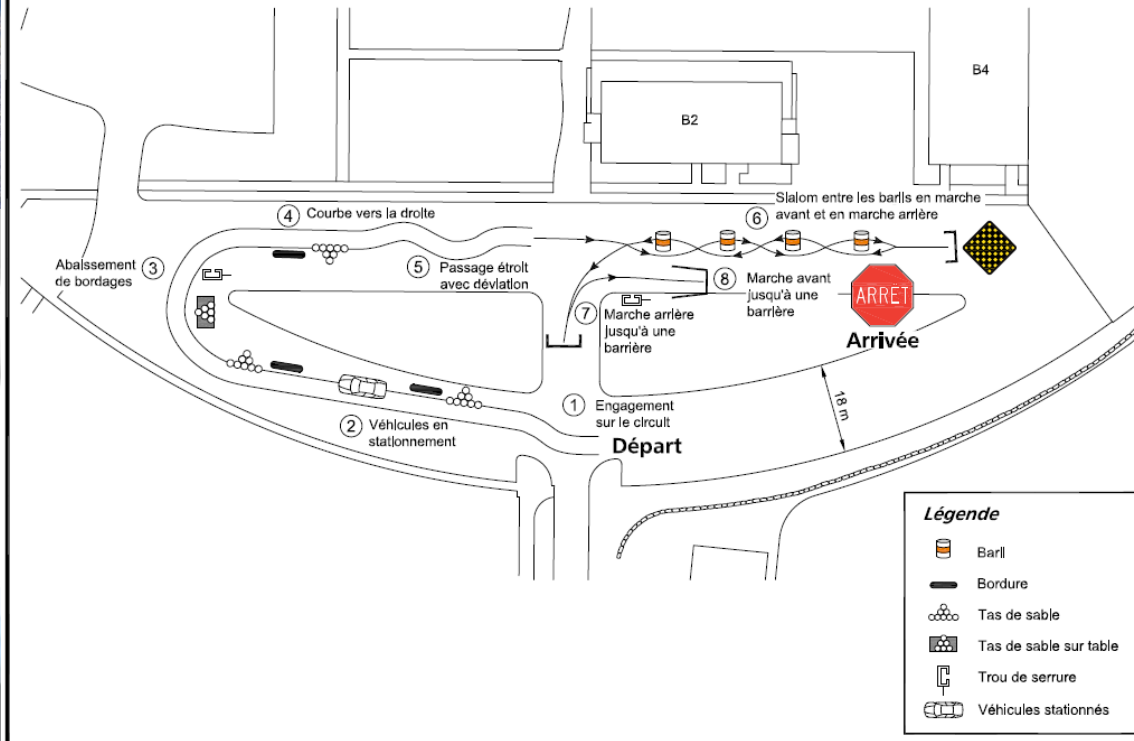 B4
B2
Slalom entre les barils en marche
avant et en marche arrière
6
4
Courbe vers la droite
Abaissement
de bordages
3
5
Passage étroit
avec déviation
8
Marche avant
jusqu'à une
barrière
ARRÊT
Arrivée
7
Marche arrière
jusqu'à une
barrière
1
Engagement
sur le circuit
18 m
2
Véhicules en
stationnement
Départ
Légende
Baril
Bordure
Tas de sable
Tas de sable sur table
Trou de serrure
Véhicules stationnés